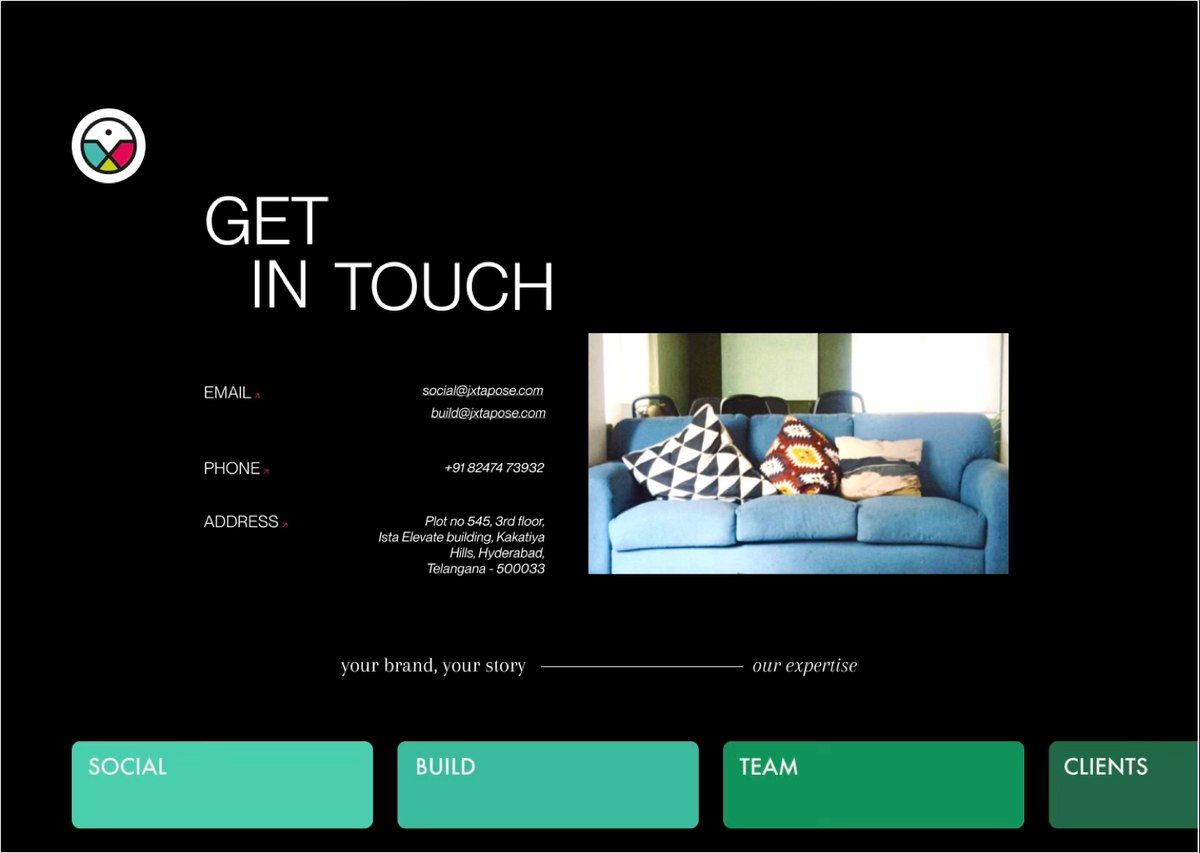 GET
IN TOUCH
EMAIL
social@jxtapose.com
build@jxtapose.com
PHONE
+91 82474 73932
ADDRESS
Plot no 545, 3rd floor,
Ista Elevate building, Kakatiya
Hills, Hyderabad,
Telangana - 500033
your brand, your story
our expertise
SOCIAL
BUILD
TEAM
CLIENTS